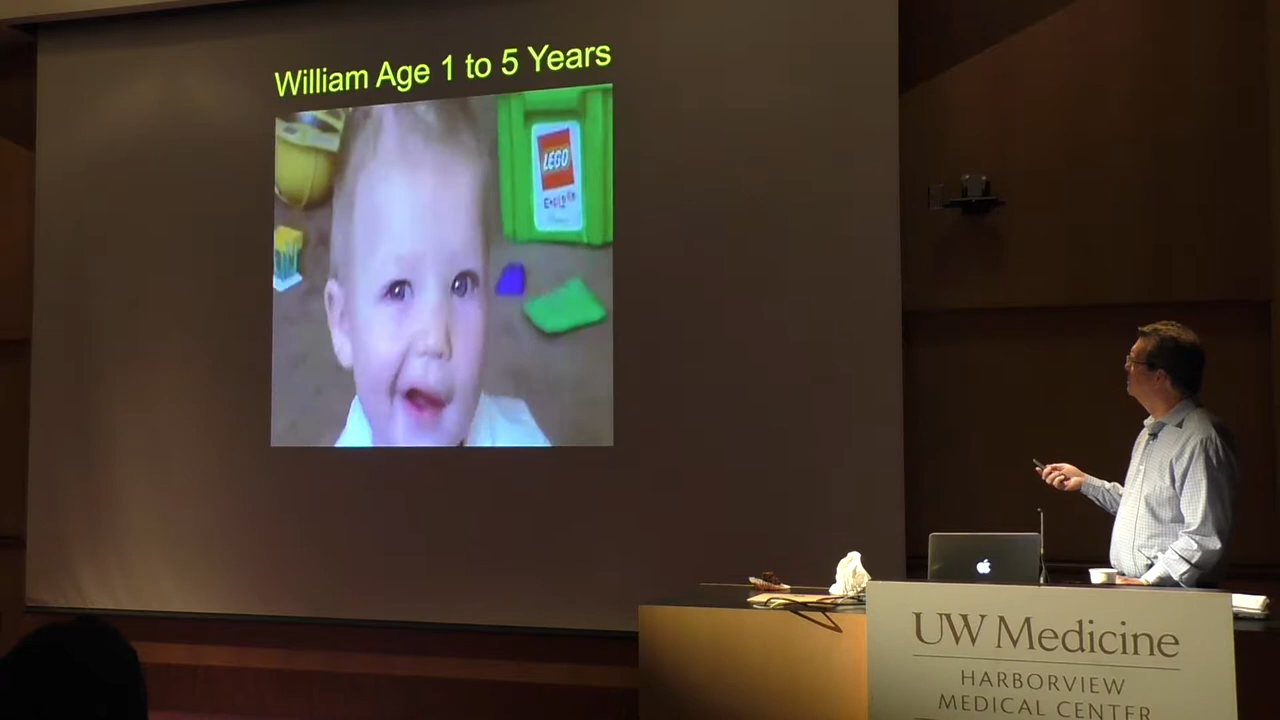 William Age 1 to 5 Years
LEGO
UW Medicine
HARBORVIEW
MEDICAL CENTER